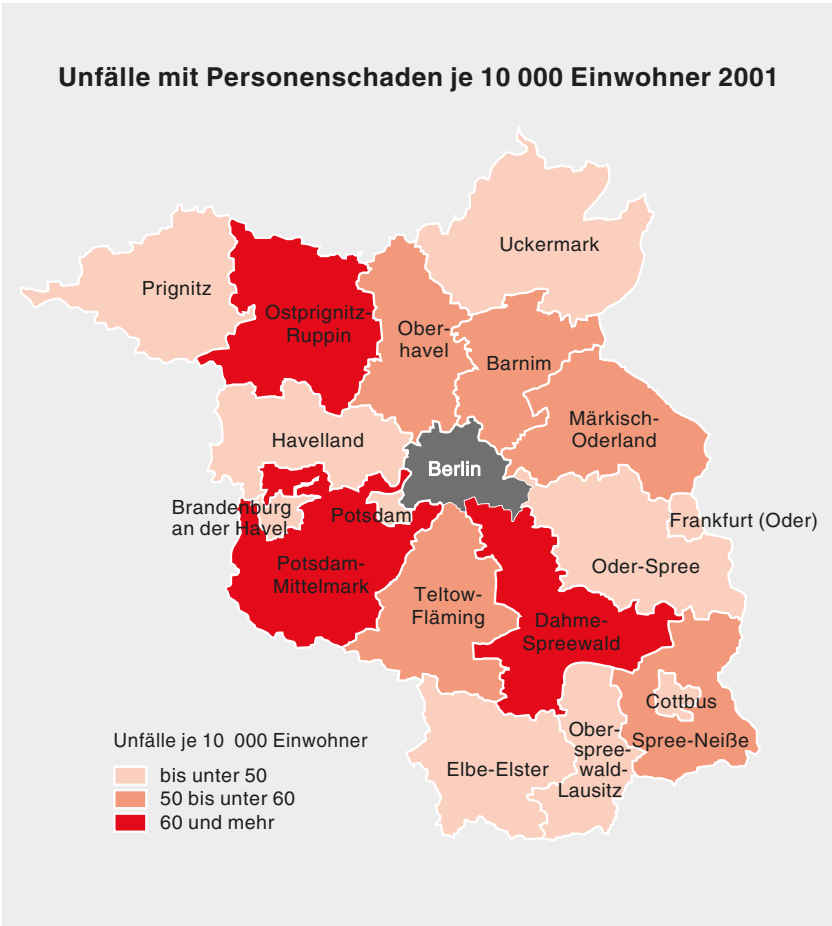 Unfälle mit Personenschaden je 10 000 Einwohner 2001
Uckermark
Prignitz
Ostprignitz-
Ruppin
Ober-
havel
Barnim
Märkisch-
Oderland
Havelland
Berlin
Brandenburg
an der Havel
Potsdam
Frankfurt (Oder)
Potsdam-
Mittelmark
Oder-Spree
Teltow-
Fläming
Dahme-
Spreewald
Cottbus
Spree-Neiße
Ober-
spree-
wald-
Lausitz
Elbe-Elster
Unfälle je 10 000 Einwohner
bis unter 50
50 bis unter 60
60 und mehr